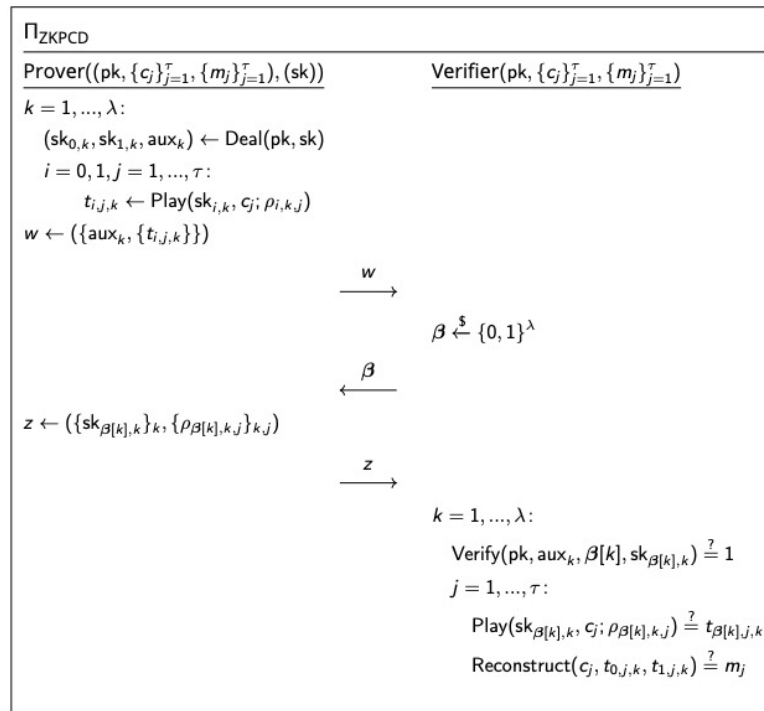 Π_ZKPCD
Prover((pk, {c_j}_{j=1}^τ, {m_j}_{j=1}^τ), (sk))
Verifier(pk, {c_j}_{j=1}^τ, {m_j}_{j=1}^τ)
k = 1, ..., λ:
(sk_{0,k}, sk_{1,k}, aux_k) ← Deal(pk, sk)
i = 0, 1, j = 1, ..., τ:
t_{i,j,k} ← Play(sk_{i,k}, c_j; ρ_{i,k,j})
w ← ({aux_k, {t_{i,j,k}}})
w
⟶
β ←$ {0, 1}^λ
β
⟵
z ← ({sk_{β[k],k}}_k, {ρ_{β[k],k,j}}_{k,j})
z
⟶
k = 1, ..., λ:
Verify(pk, aux_k, β[k], sk_{β[k],k}) ≟ 1
j = 1, ..., τ:
Play(sk_{β[k],k}, c_j; ρ_{β[k],k,j}) ≟ t_{β[k],j,k}
Reconstruct(c_j, t_{0,j,k}, t_{1,j,k}) ≟ m_j